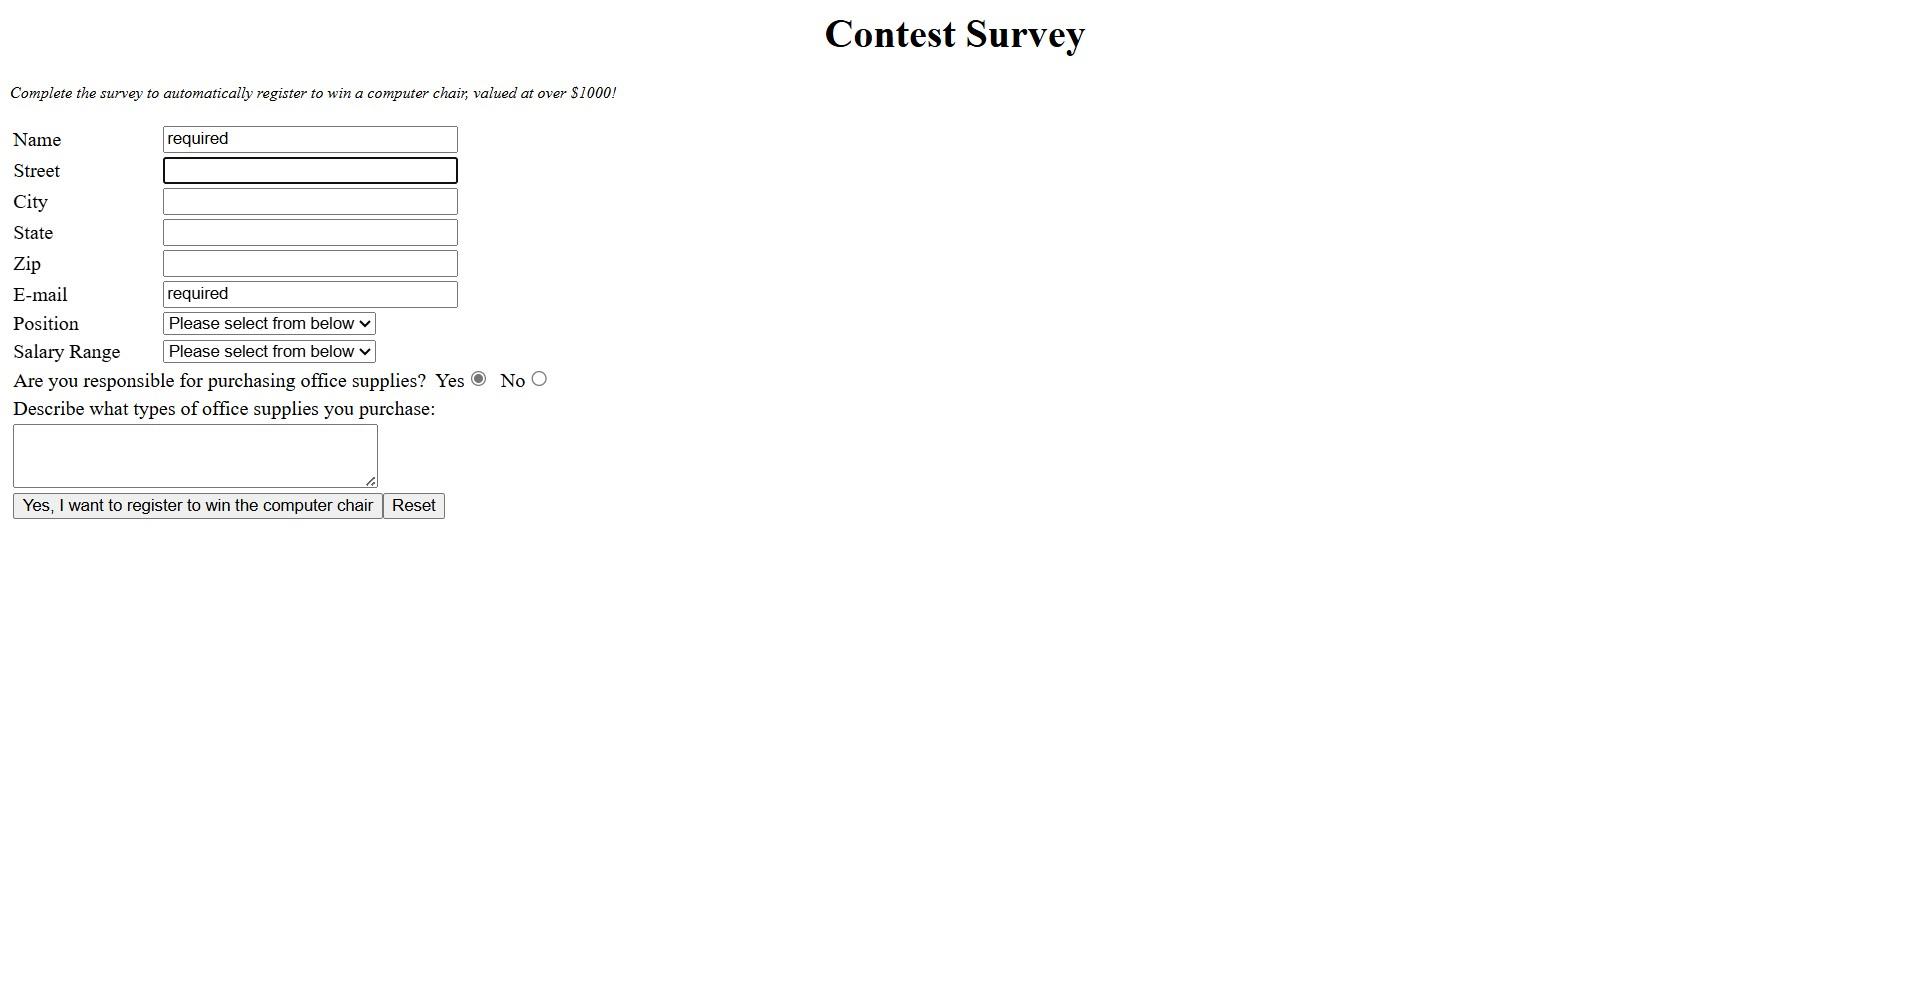 Contest Survey
Complete the survey to automatically register to win a computer chair, valued at over $1000!
Name required
Street
City
State
Zip
E-mail required
Position Please select from below
Salary Range Please select from below
Are you responsible for purchasing office supplies? Yes No
Describe what types of office supplies you purchase:
Yes, I want to register to win the computer chair Reset